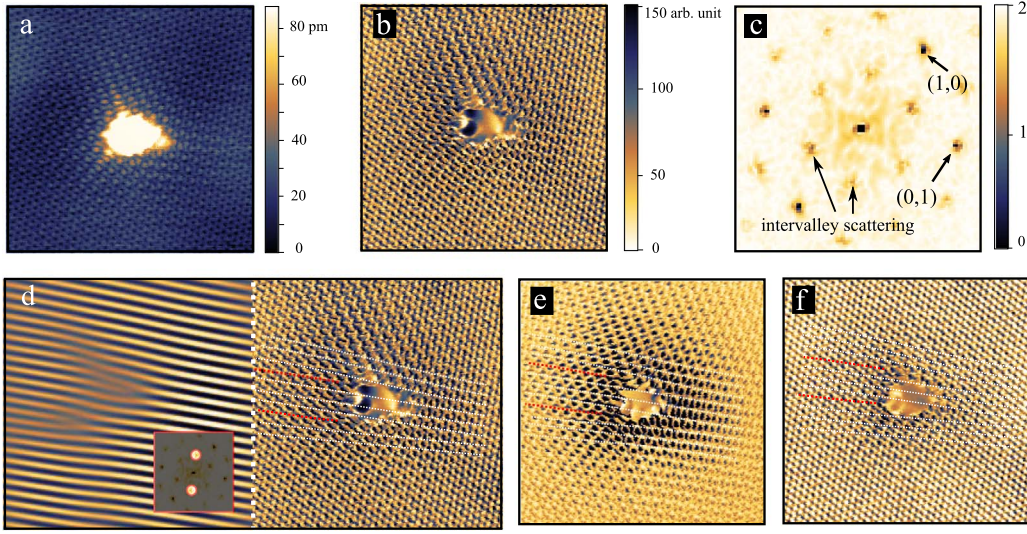 a
80 pm
60
40
20
0
b
150 arb. unit
100
50
0
c
(1,0)
(0,1)
intervalley scattering
2
1
0
d
e
f